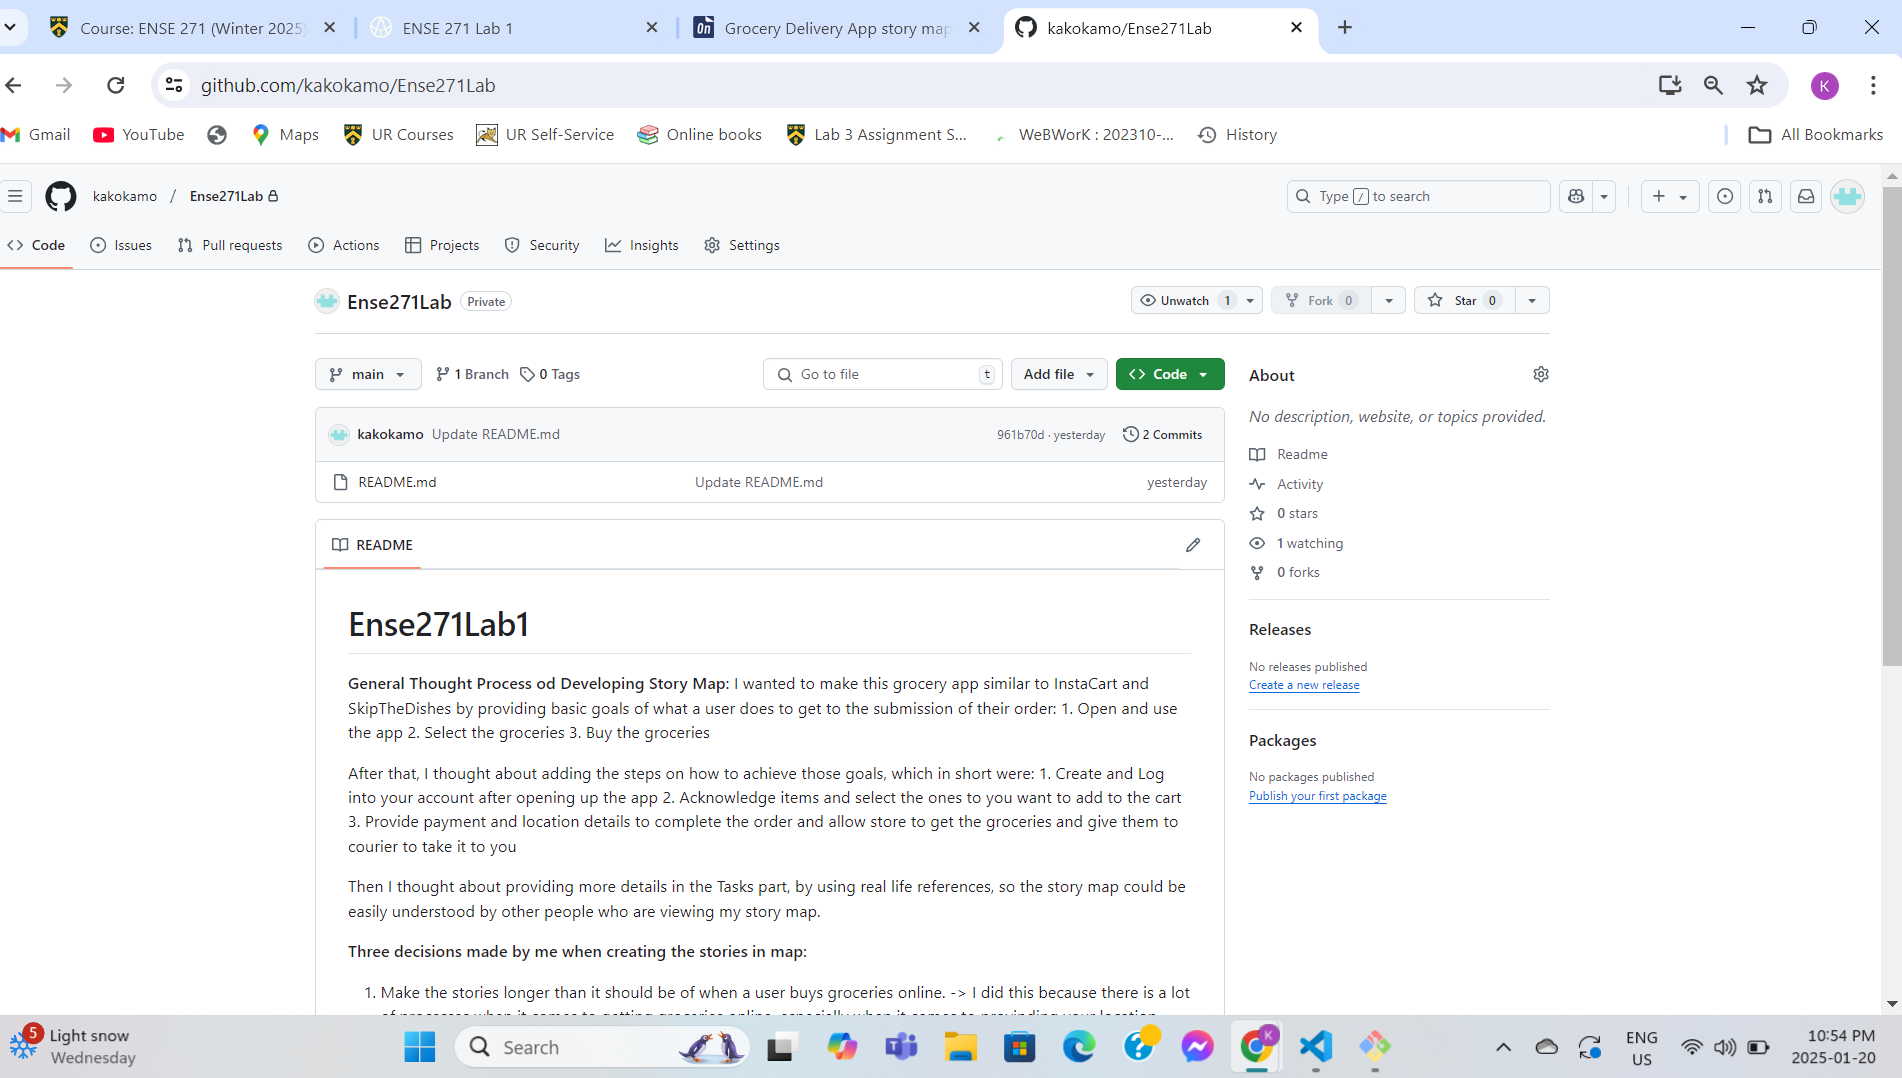 Course: ENSE 271 (Winter 2025)
ENSE 271 Lab 1
On Grocery Delivery App story map
kakokamo/Ense271Lab
github.com/kakokamo/Ense271Lab
K
Gmail YouTube Maps UR Courses UR Self-Service Online books Lab 3 Assignment S... WeBWorK : 202310-... History All Bookmarks
kakokamo / Ense271Lab Type / to search
Code Issues Pull requests Actions Projects Security Insights Settings
Ense271Lab Private Unwatch 1 Fork 0 Star 0
main 1 Branch 0 Tags Go to file t Add file <> Code
kakokamo Update README.md 961b70d · yesterday 2 Commits
README.md Update README.md yesterday
README
Ense271Lab1
General Thought Process od Developing Story Map: I wanted to make this grocery app similar to InstaCart and
SkipTheDishes by providing basic goals of what a user does to get to the submission of their order: 1. Open and use
the app 2. Select the groceries 3. Buy the groceries
After that, I thought about adding the steps on how to achieve those goals, which in short were: 1. Create and Log
into your account after opening up the app 2. Acknowledge items and select the ones to you want to add to the cart
3. Provide payment and location details to complete the order and allow store to get the groceries and give them to
courier to take it to you
Then I thought about providing more details in the Tasks part, by using real life references, so the story map could be
easily understood by other people who are viewing my story map.
Three decisions made by me when creating the stories in map:
1. Make the stories longer than it should be of when a user buys groceries online. -> I did this because there is a lot
About
No description, website, or topics provided.
Readme
Activity
0 stars
1 watching
0 forks
Releases
No releases published
Create a new release
Packages
No packages published
Publish your first package
5 Light snow
Wednesday
Search
K
ENG
US
10:54 PM
2025-01-20